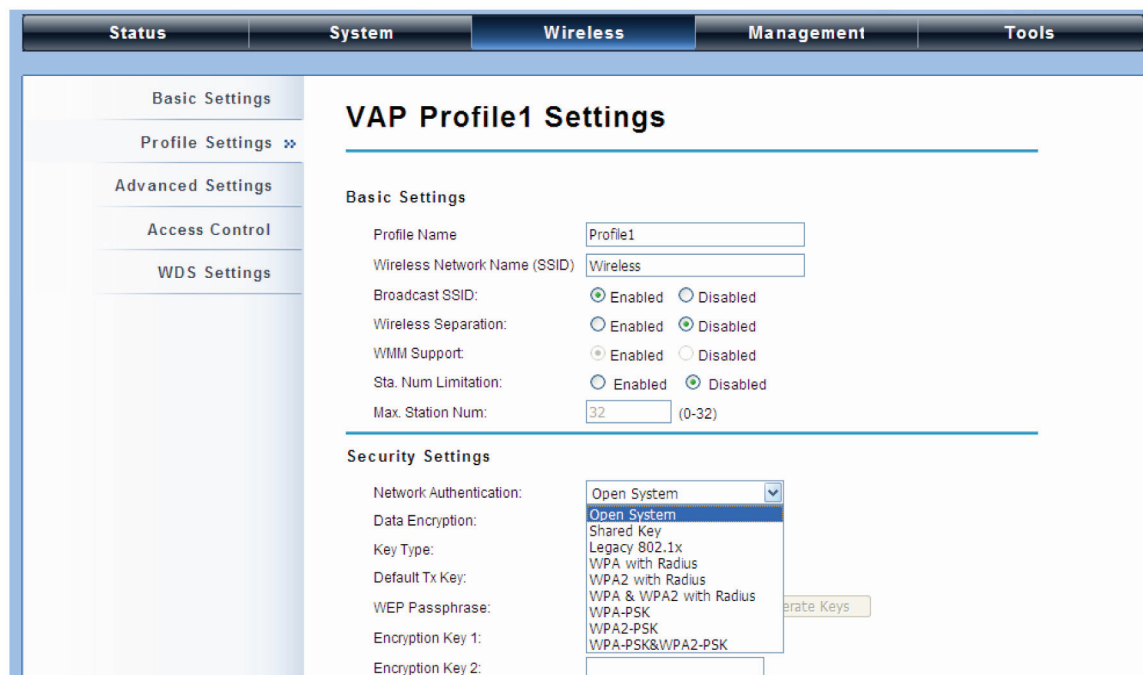 Status System Wireless Management Tools
Basic Settings
Profile Settings »
Advanced Settings
Access Control
WDS Settings
VAP Profile1 Settings
Basic Settings
Profile Name Profile1
Wireless Network Name (SSID) Wireless
Broadcast SSID: Enabled Disabled
Wireless Separation: Enabled Disabled
WMM Support: Enabled Disabled
Sta. Num Limitation: Enabled Disabled
Max. Station Num: 32 (0-32)
Security Settings
Network Authentication: Open System
Data Encryption:
Key Type:
Default Tx Key:
WEP Passphrase:
Encryption Key 1:
Encryption Key 2:
Open System
Shared Key
Legacy 802.1x
WPA with Radius
WPA2 with Radius
WPA & WPA2 with Radius
WPA-PSK
WPA2-PSK
WPA-PSK&WPA2-PSK
erate Keys